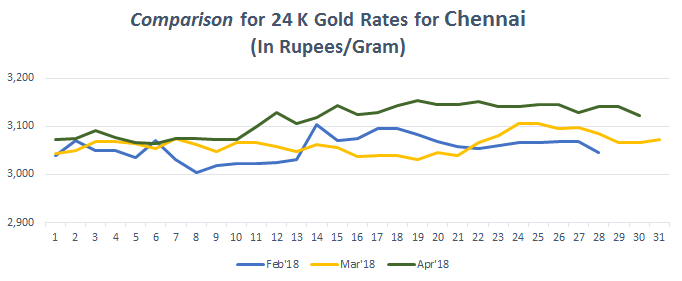 Comparison for 24 K Gold Rates for Chennai
(In Rupees/Gram)
3,200
3,100
3,000
2,900
1 2 3 4 5 6 7 8 9 10 11 12 13 14 15 16 17 18 19 20 21 22 23 24 25 26 27 28 29 30 31
Feb'18 Mar'18 Apr'18